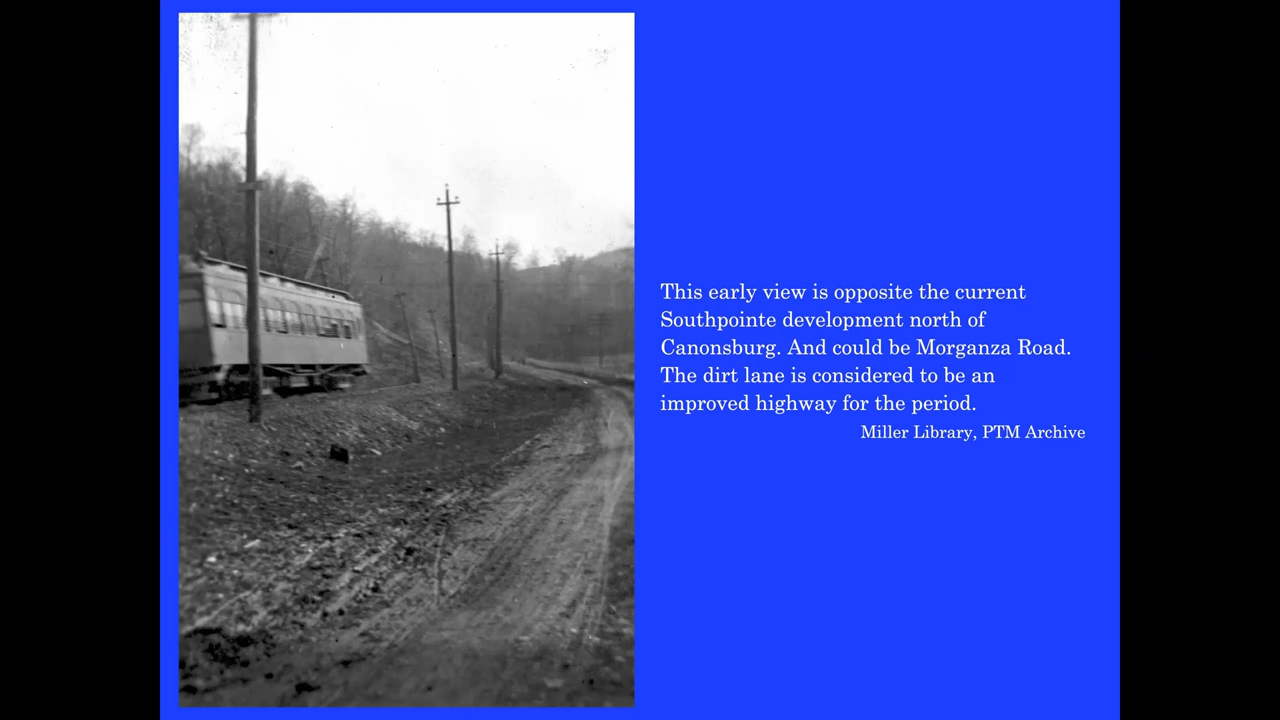 This early view is opposite the current
Southpointe development north of
Canonsburg. And could be Morganza Road.
The dirt lane is considered to be an
improved highway for the period.
Miller Library, PTM Archive